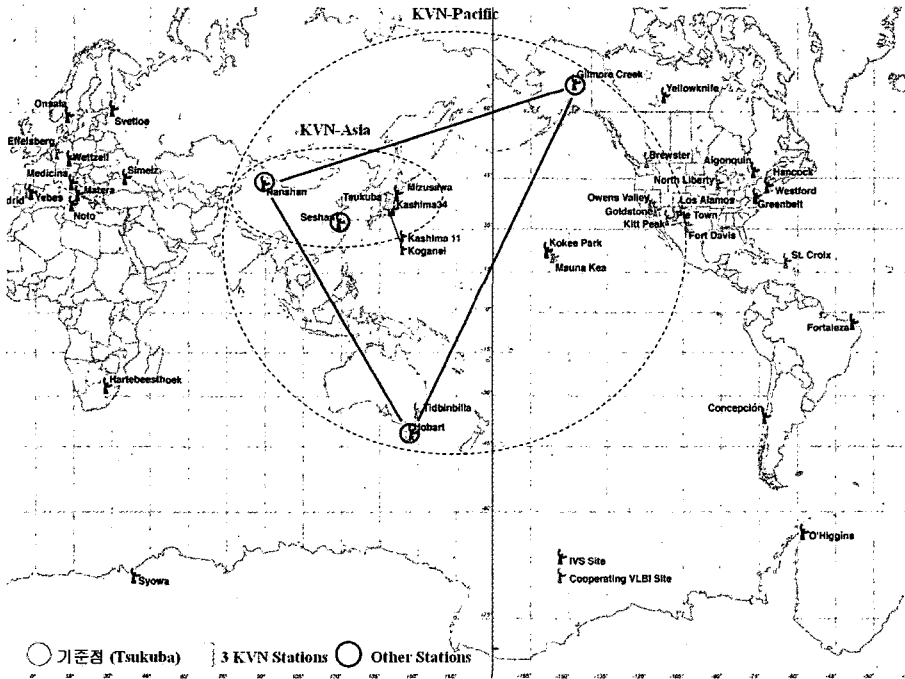 KVN-Pacific
Gilmore Creek
Yellowknife
Onsala
Svetloe
KVN-Asia
Effelsberg
Wettzell
Brewster
Algonquin
Medicina
Simeiz
Hancock
Nanshan
Mizusawa
North Liberty
Westford
drid
Yebes
Matera
Tsukuba
Kashima34
Owens Valley
Los Alamos
Greenbelt
Noto
Seshan
Goldstone
Pie Town
Kitt Peak
Fort Davis
Kashima 11
Koganei
Kokee Park
Mauna Kea
St. Croix
Fortaleza
Hartebeesthoek
Tidbinbilla
Concepción
Hobart
O'Higgins
IVS Site
Cooperating VLBI Site
Syowa
기준점 (Tsukuba)
3 KVN Stations
Other Stations